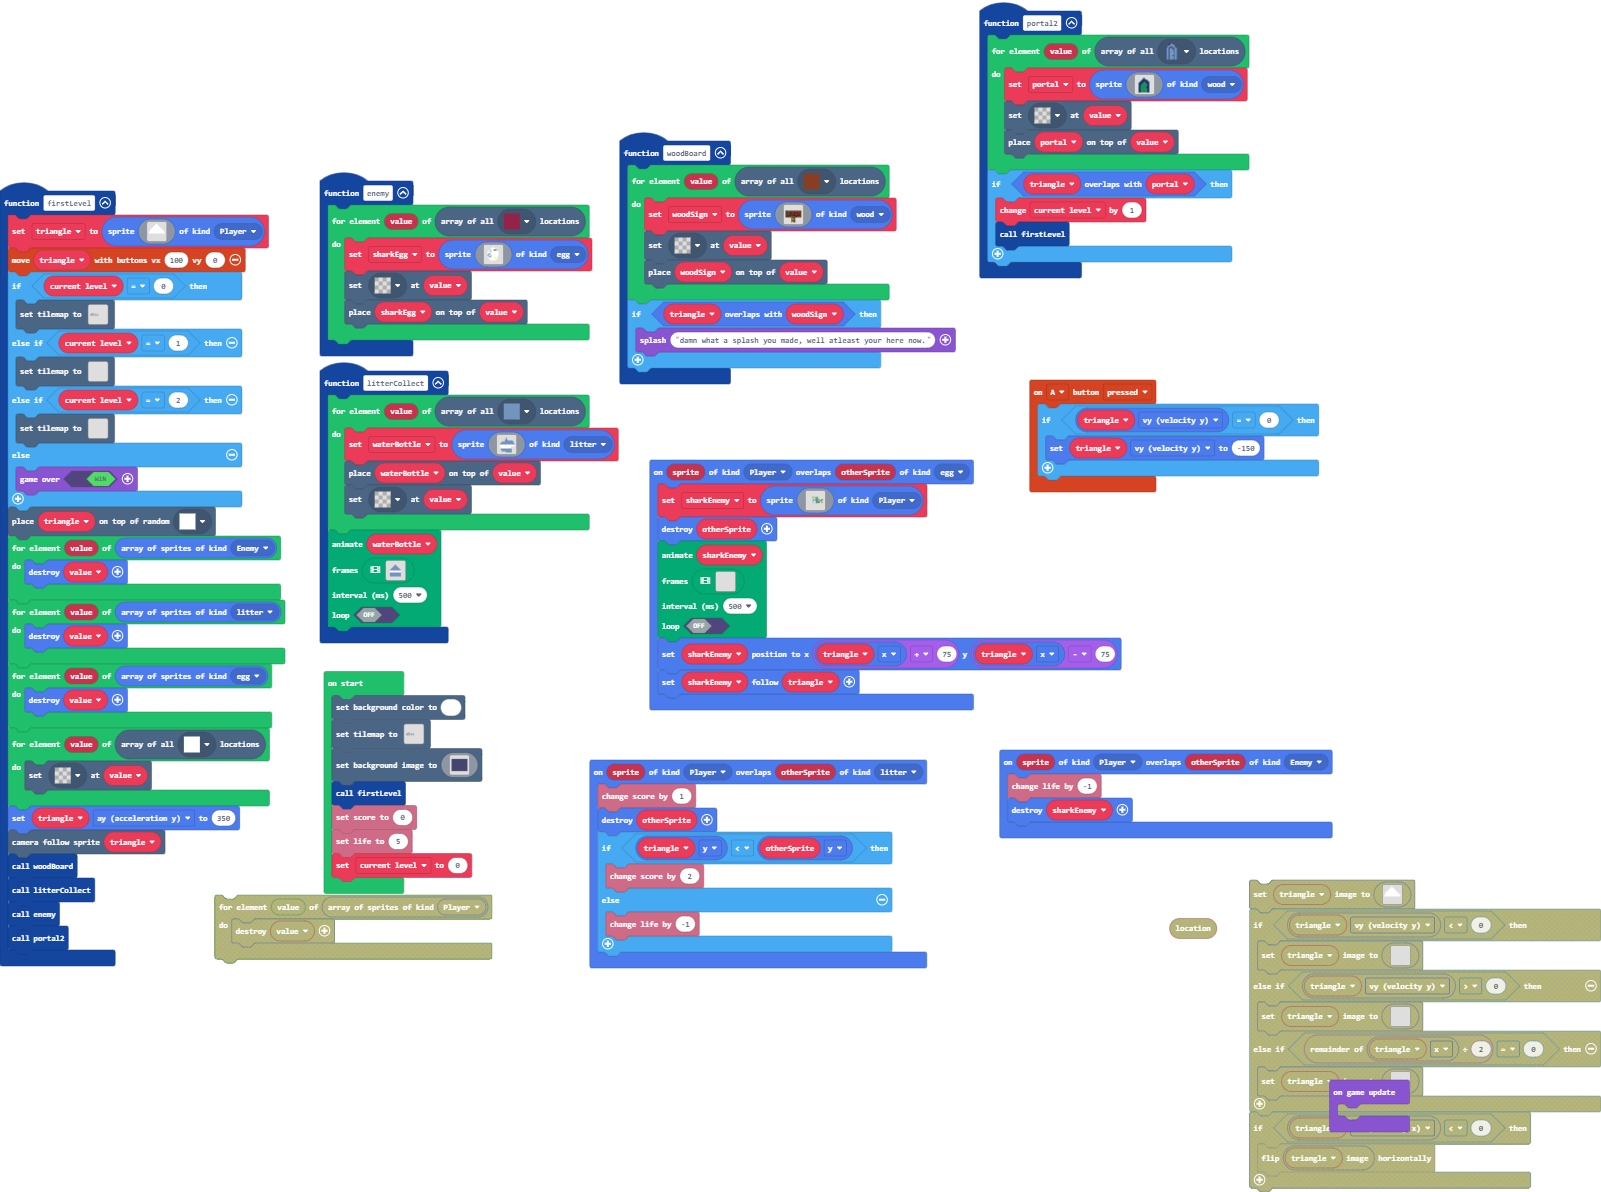 function firstLevel
set triangle to sprite of kind Player
move triangle with buttons vx 100 vy 0
if current level = 0 then
set tilemap to
else if current level = 1 then
set tilemap to
else if current level = 2 then
set tilemap to
else
game over WIN
place triangle on top of random
for element value of array of sprites of kind Enemy
do destroy value
for element value of array of sprites of kind litter
do destroy value
for element value of array of sprites of kind egg
do destroy value
for element value of array of all locations
do set at value
set triangle ay (acceleration y) to 350
camera follow sprite triangle
call woodBoard
call litterCollect
call enemy
call portal2
for element value of array of sprites of kind Player
do destroy value
function enemy
for element value of array of all locations
do
set sharkEgg to sprite of kind egg
set at value
place sharkEgg on top of value
function litterCollect
for element value of array of all locations
do
set waterBottle to sprite of kind litter
place waterBottle on top of value
set at value
animate waterBottle
frames
interval (ms) 500
loop OFF
on start
set background color to
set tilemap to
set background image to
call firstLevel
set score to 0
set life to 5
set current level to 0
function woodBoard
for element value of array of all locations
do
set woodSign to sprite of kind wood
set at value
place woodSign on top of value
if triangle overlaps with woodSign then
splash "damn what a splash you made, well atleast your here now."
on sprite of kind Player overlaps otherSprite of kind egg
set sharkEnemy to sprite of kind Player
destroy otherSprite
animate sharkEnemy
frames
interval (ms) 500
loop OFF
set sharkEnemy position to x triangle x + 75 y triangle x - 75
set sharkEnemy follow triangle
on sprite of kind Player overlaps otherSprite of kind litter
change score by 1
destroy otherSprite
if triangle y < otherSprite y then
change score by 2
else
change life by -1
function portal2
for element value of array of all locations
do
set portal to sprite of kind wood
set at value
place portal on top of value
if triangle overlaps with portal then
change current level by 1
call firstLevel
on A button pressed
if triangle vy (velocity y) = 0 then
set triangle vy (velocity y) to -150
on sprite of kind Player overlaps otherSprite of kind Enemy
change life by -1
destroy sharkEnemy
location
set triangle image to
if triangle vy (velocity y) < 0 then
set triangle image to
else if triangle vy (velocity y) > 0 then
set triangle image to
else if remainder of triangle x ÷ 2 = 0 then
set triangle
on game update
if x) < 0 then
flip triangle image horizontally